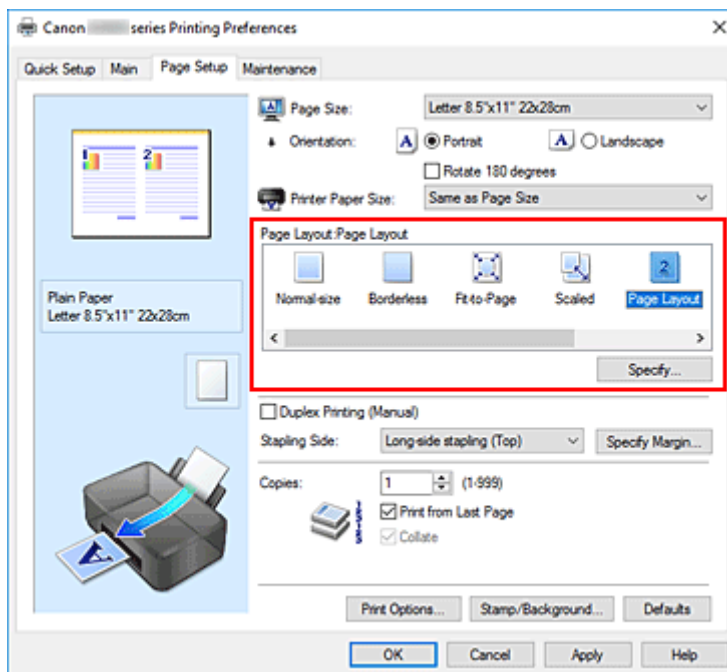 Canon series Printing Preferences
Quick Setup Main Page Setup Maintenance
1 2
Plain Paper
Letter 8.5"x11" 22x28cm
Page Size: Letter 8.5"x11" 22x28cm
Orientation: A Portrait A Landscape
Rotate 180 degrees
Printer Paper Size: Same as Page Size
Page Layout:Page Layout
2
Normal-size Borderless Fit-to-Page Scaled Page Layout
Specify...
Duplex Printing (Manual)
Stapling Side: Long-side stapling (Top) Specify Margin...
Copies: 1 (1-999)
Print from Last Page
Collate
A
Print Options... Stamp/Background... Defaults
OK Cancel Apply Help